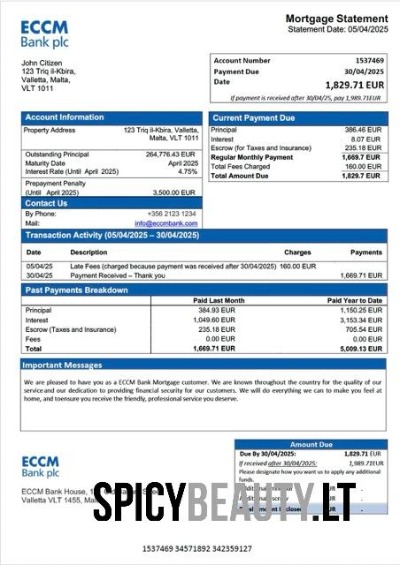 ECCM
Bank plc
Mortgage Statement
Statement Date: 05/04/2025
John Citizen
123 Triq il-Kbira,
Valletta, Malta,
VLT 1011
Account Number 1537469
Payment Due 30/04/2025
Date 1,829.71 EUR
If payment is received after 30/04/25, pay 1,989.71EUR
Account Information
Property Address 123 Triq il-Kbira, Valletta,
Malta, VLT 1011
Outstanding Principal 264,776.43 EUR
Maturity Date April 2025
Interest Rate (Until April 2025) 4.75%
Prepayment Penalty
(Until April 2025) 3,500.00 EUR
Current Payment Due
Principal 386.46 EUR
Interest 8.07 EUR
Escrow (for Taxes and Insurance) 235.18 EUR
Regular Monthly Payment 1,669.7 EUR
Total Fees Charged 160.00 EUR
Total Amount Due 1,829.7 EUR
Contact Us
By Phone: +356 2123 1234
Mail: info@eccmbank.com
Transaction Activity (05/04/2025 – 30/04/2025)
Date Description Charges Payments
05/04/25 Late Fees (charged because payment was received after 30/04/2025) 160.00 EUR
30/04/25 Payment Received – Thank you 1,669.71 EUR
Past Payments Breakdown
Paid Last Month Paid Year to Date
Principal 384.93 EUR 1,150.25 EUR
Interest 1,049.60 EUR 3,153.34 EUR
Escrow (Taxes and Insurance) 235.18 EUR 705.54 EUR
Fees 0.00 EUR 0.00 EUR
Total 1,669.71 EUR 5,009.13 EUR
Important Messages
We are pleased to have you as a ECCM Bank Mortgage customer. We are known throughout the country for the quality of our
service and our dedication to providing financial security for our customers. We will do everything we can to make you feel at
home, and toensure you receive the friendly, professional service you deserve.
Amount Due
Due By 30/04/2025: 1,829.71 EUR
If received after 30/04/2025: 1,989.71EUR
Please designate how you want us to apply any additional
funds.
ECCM
Bank plc
ECCM Bank House,
Valletta VLT 1455,
SPICYBEAUTY.LT
1537469 34571892 342359127